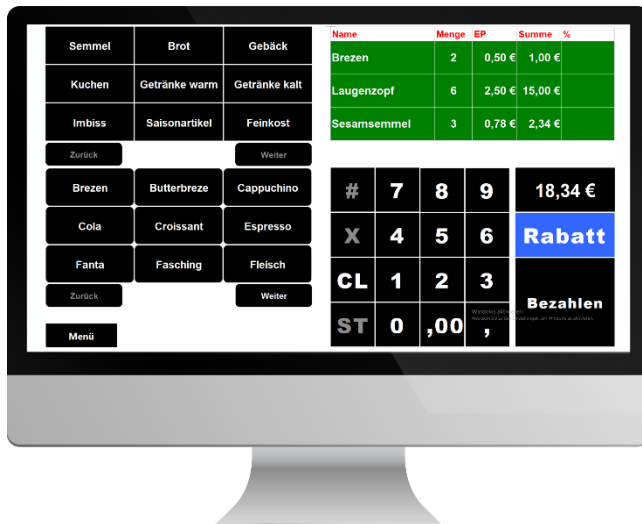 Semmel Brot Gebäck
Kuchen Getränke warm Getränke kalt
Imbiss Saisonartikel Feinkost
Zurück Weiter
Brezen Butterbreze Cappuchino
Cola Croissant Espresso
Fanta Fasching Fleisch
Zurück Weiter
Menü
Name Menge EP Summe %
Brezen 2 0,50 € 1,00 €
Laugenzopf 6 2,50 € 15,00 €
Sesamsemmel 3 0,78 € 2,34 €
# 7 8 9 18,34 €
X 4 5 6 Rabatt
CL 1 2 3
Bezahlen
ST 0 ,00 ,